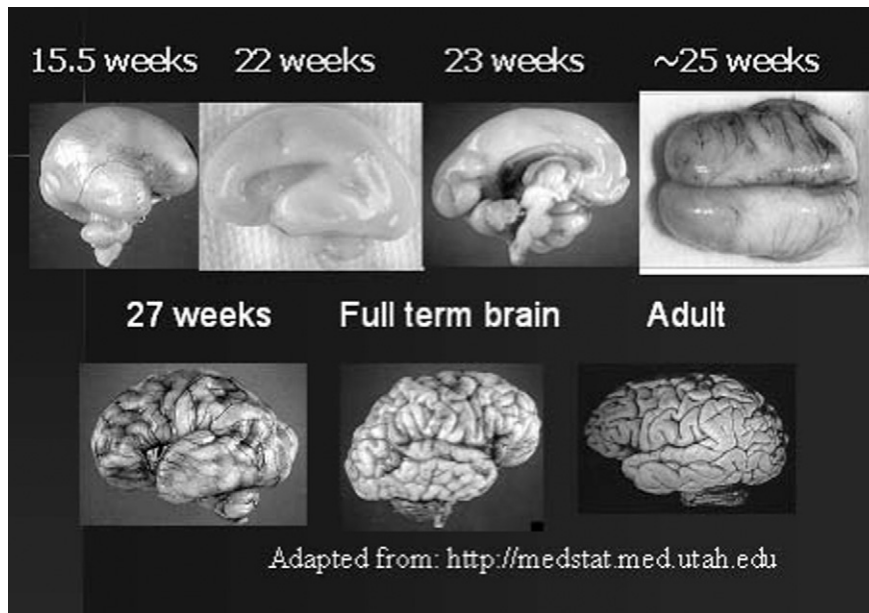 15.5 weeks 22 weeks 23 weeks ~25 weeks
27 weeks Full term brain Adult
Adapted from: http://medstat.med.utah.edu